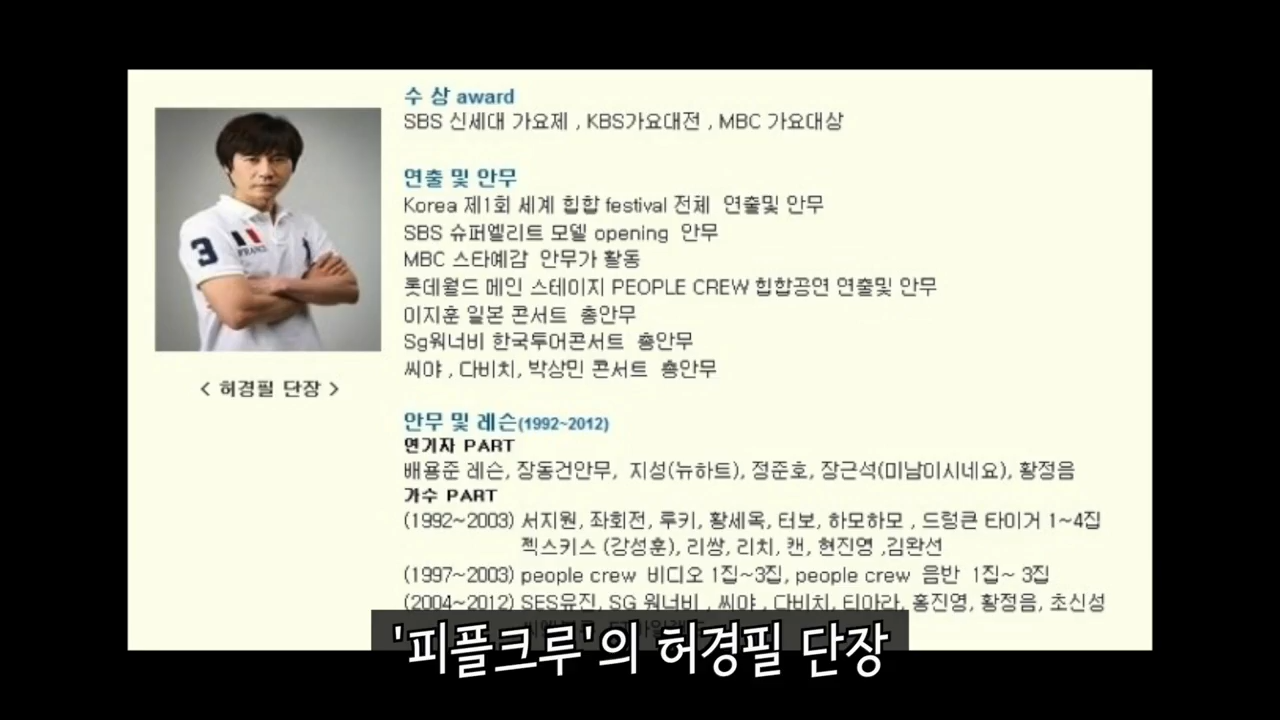 수 상 award
SBS 신세대 가요제 , KBS가요대전 , MBC 가요대상
연출 및 안무
Korea 제1회 세계 힙합 festival 전체 연출및 안무
SBS 슈퍼엘리트 모델 opening 안무
MBC 스타예감 안무가 활동
롯데월드 메인 스테이지 PEOPLE CREW 힙합공연 연출및 안무
이지훈 일본 콘서트 총안무
Sg워너비 한국투어콘서트 총안무
씨야 , 다비치, 박상민 콘서트 총안무
3
FRANCE
< 허경필 단장 >
안무 및 레슨(1992~2012)
연기자 PART
배용준 레슨, 장동건안무, 지성(뉴하트), 정준호, 장근석(미남이시네요), 황정음
가수 PART
(1992~2003) 서지원, 좌회전, 루키, 황세옥, 터보, 하모하모 , 드렁큰 타이거 1~4집
젝스키스 (강성훈), 리쌍, 리치, 캔, 현진영 ,김완선
(1997~2003) people crew 비디오 1집~3집, people crew 음반 1집~ 3집
(2004~2012) SES유진, SG 워너비 , 씨야 , 다비치, 티아라, 홍진영, 황정음, 초신성
'피플크루'의 허경필 단장